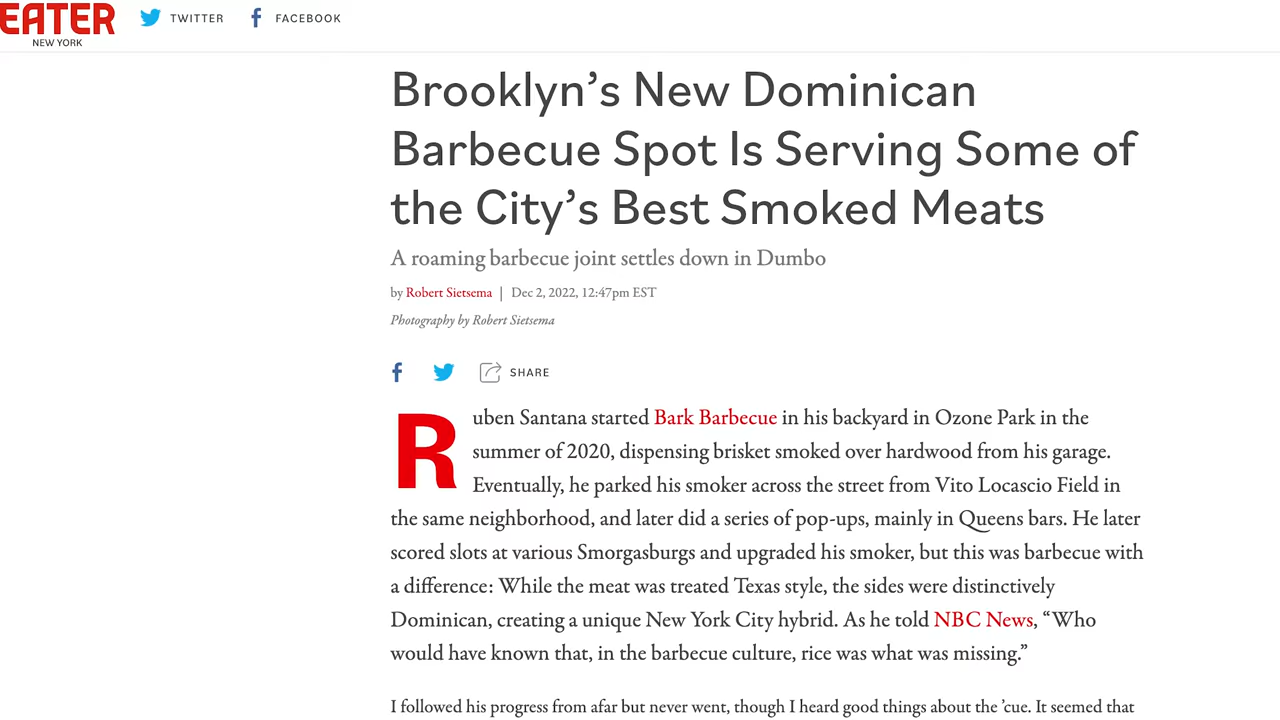 EATER
NEW YORK
TWITTER
FACEBOOK
Brooklyn’s New Dominican
Barbecue Spot Is Serving Some of
the City’s Best Smoked Meats
A roaming barbecue joint settles down in Dumbo
by Robert Sietsema | Dec 2, 2022, 12:47pm EST
Photography by Robert Sietsema
SHARE
Ruben Santana started Bark Barbecue in his backyard in Ozone Park in the
summer of 2020, dispensing brisket smoked over hardwood from his garage.
Eventually, he parked his smoker across the street from Vito Locascio Field in
the same neighborhood, and later did a series of pop-ups, mainly in Queens bars. He later
scored slots at various Smorgasburgs and upgraded his smoker, but this was barbecue with
a difference: While the meat was treated Texas style, the sides were distinctively
Dominican, creating a unique New York City hybrid. As he told NBC News, “Who
would have known that, in the barbecue culture, rice was what was missing.”
I followed his progress from afar but never went, though I heard good things about the ’cue. It seemed that